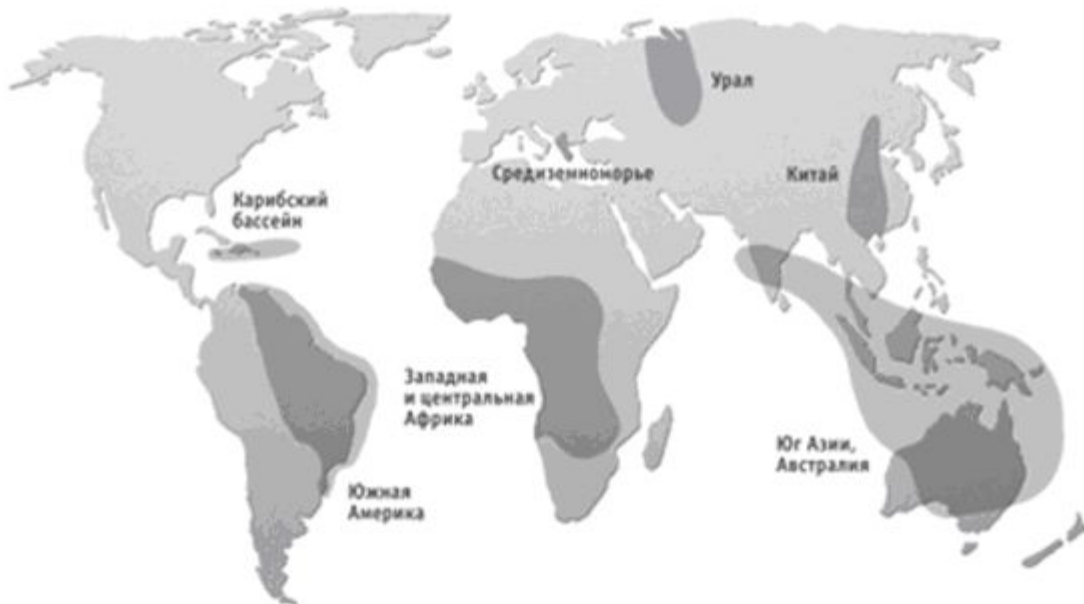 Урал
Средиземноморье
Китай
Карибский
бассейн
Западная
и центральная
Африка
Юг Азии,
Австралия
Южная
Америка